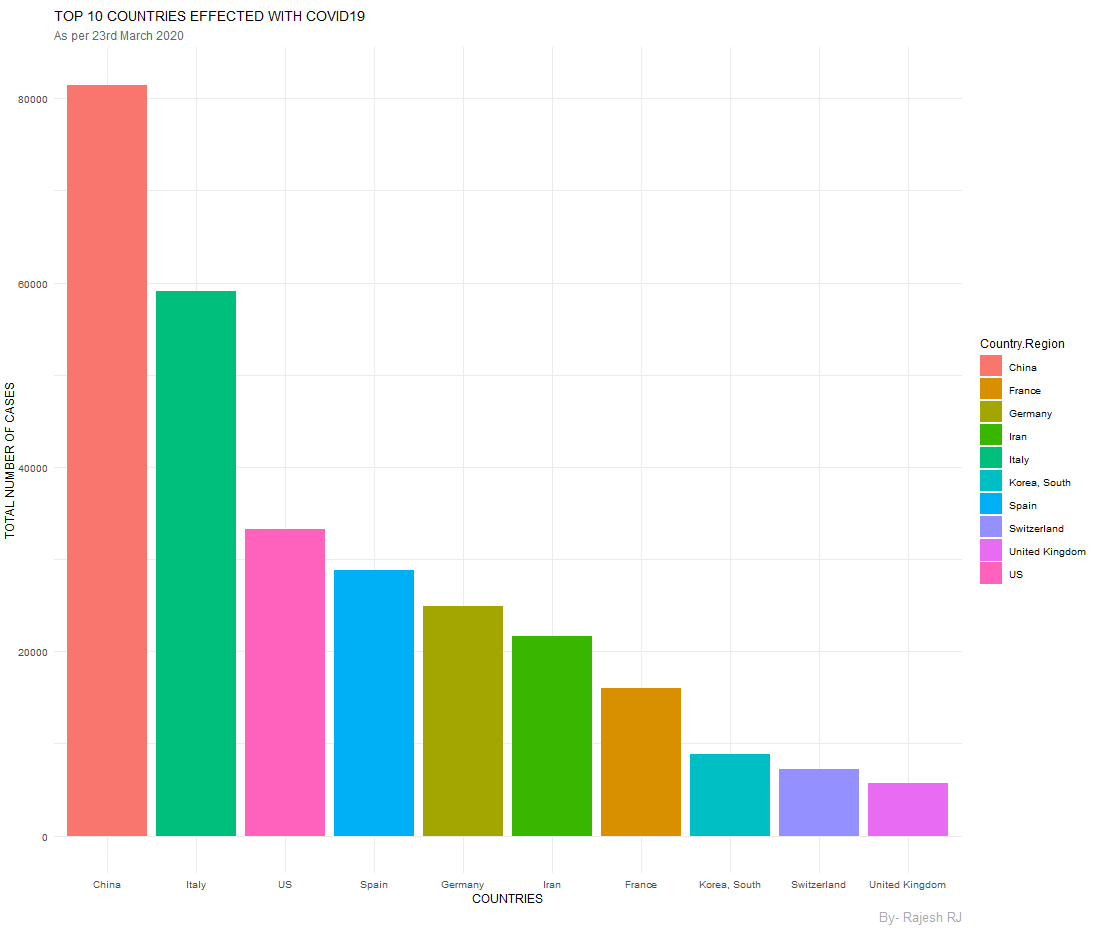 TOP 10 COUNTRIES EFFECTED WITH COVID19
As per 23rd March 2020
TOTAL NUMBER OF CASES
80000
60000
40000
20000
0
China
Italy
US
Spain
Germany
Iran
France
Korea, South
Switzerland
United Kingdom
COUNTRIES
Country.Region
China
France
Germany
Iran
Italy
Korea, South
Spain
Switzerland
United Kingdom
US
By- Rajesh RJ